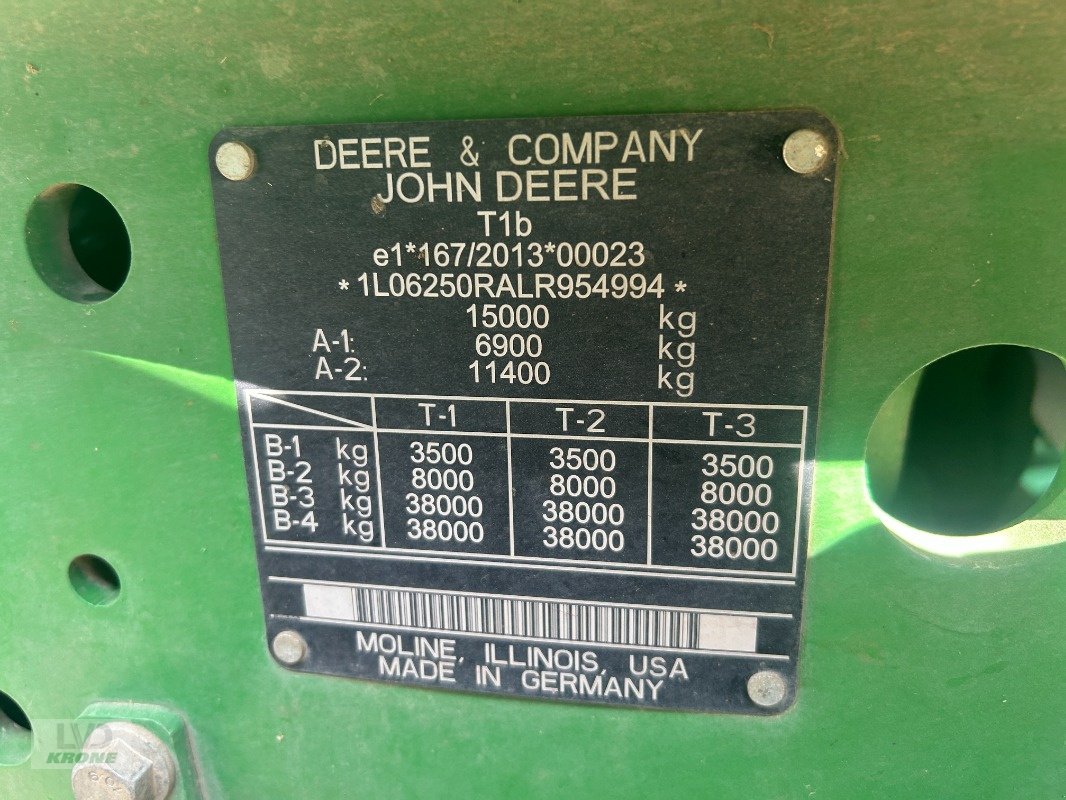 DEERE & COMPANY
JOHN DEERE
T1b
e1*167/2013*00023
*1L06250RALR954994*
15000 kg
A-1: 6900 kg
A-2: 11400 kg
T-1 T-2 T-3
B-1 kg 3500 3500 3500
B-2 kg 8000 8000 8000
B-3 kg 38000 38000 38000
B-4 kg 38000 38000 38000
MOLINE, ILLINOIS, USA
MADE IN GERMANY
LVD
KRONE